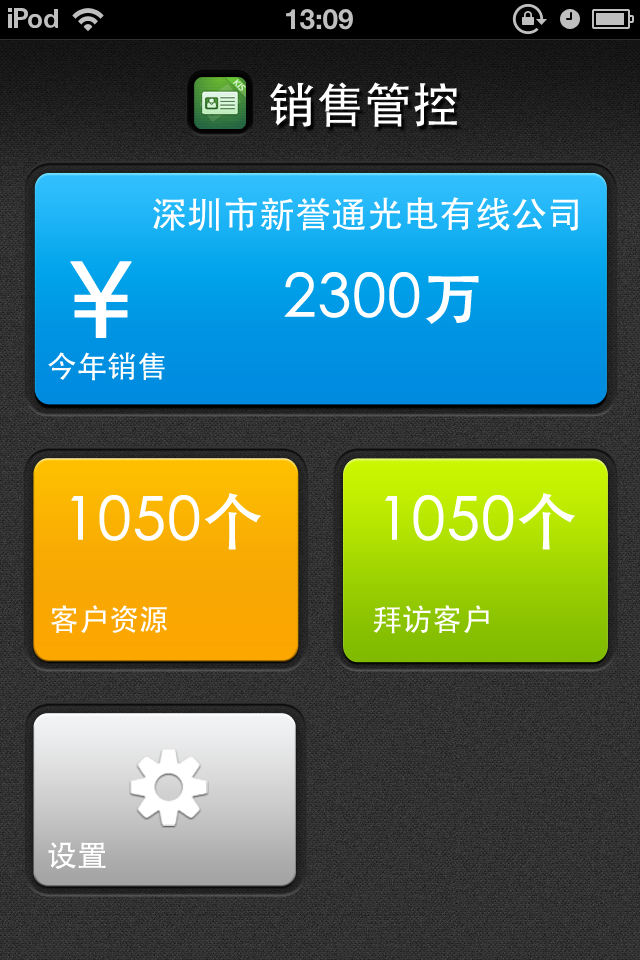 iPod 13:09
KIS
销售管控
深圳市新誉通光电有线公司
¥ 2300万
今年销售
1050个 1050个
客户资源 拜访客户
设置